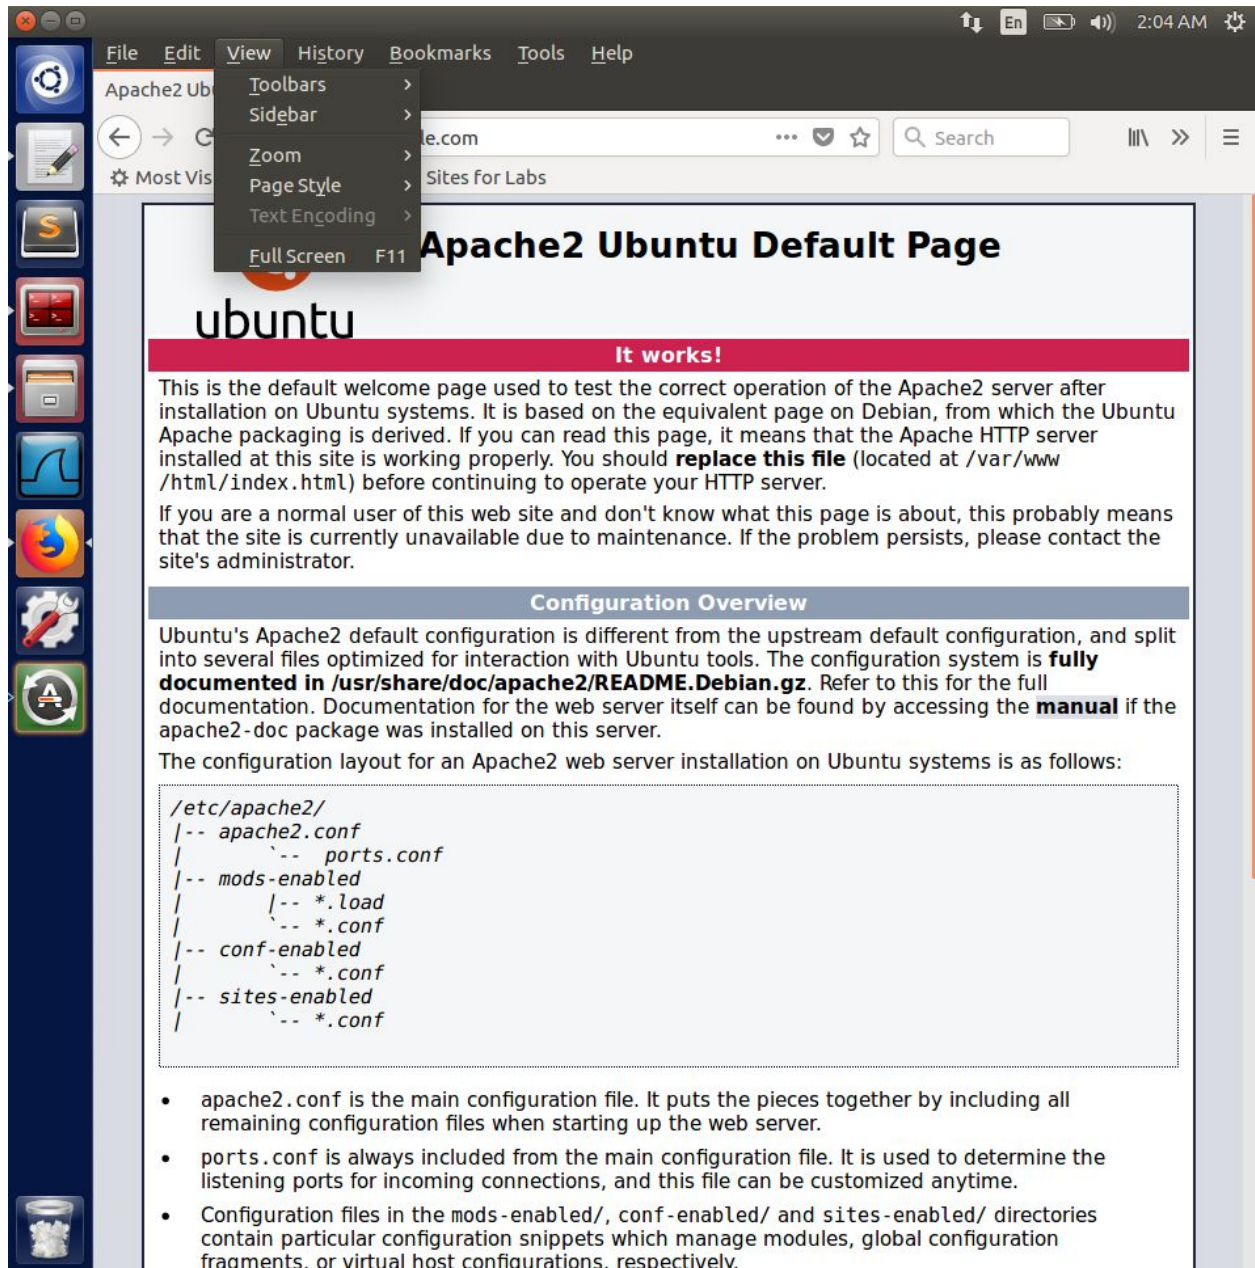 En 2:04 AM
File Edit View History Bookmarks Tools Help
Apache2 Ub
Toolbars
Sidebar
Zoom
Page Style
Text Encoding
Full Screen F11
le.com
Search
Most Vis
Sites for Labs
Apache2 Ubuntu Default Page
ubuntu
It works!
This is the default welcome page used to test the correct operation of the Apache2 server after
installation on Ubuntu systems. It is based on the equivalent page on Debian, from which the Ubuntu
Apache packaging is derived. If you can read this page, it means that the Apache HTTP server
installed at this site is working properly. You should replace this file (located at /var/www
/html/index.html) before continuing to operate your HTTP server.
If you are a normal user of this web site and don't know what this page is about, this probably means
that the site is currently unavailable due to maintenance. If the problem persists, please contact the
site's administrator.
Configuration Overview
Ubuntu's Apache2 default configuration is different from the upstream default configuration, and split
into several files optimized for interaction with Ubuntu tools. The configuration system is fully
documented in /usr/share/doc/apache2/README.Debian.gz. Refer to this for the full
documentation. Documentation for the web server itself can be found by accessing the manual if the
apache2-doc package was installed on this server.
The configuration layout for an Apache2 web server installation on Ubuntu systems is as follows:
/etc/apache2/
|-- apache2.conf
|       `--  ports.conf
|-- mods-enabled
|       |-- *.load
|       `-- *.conf
|-- conf-enabled
|       `-- *.conf
|-- sites-enabled
|       `-- *.conf
• apache2.conf is the main configuration file. It puts the pieces together by including all
remaining configuration files when starting up the web server.
• ports.conf is always included from the main configuration file. It is used to determine the
listening ports for incoming connections, and this file can be customized anytime.
• Configuration files in the mods-enabled/, conf-enabled/ and sites-enabled/ directories
contain particular configuration snippets which manage modules, global configuration
fragments, or virtual host configurations, respectively.